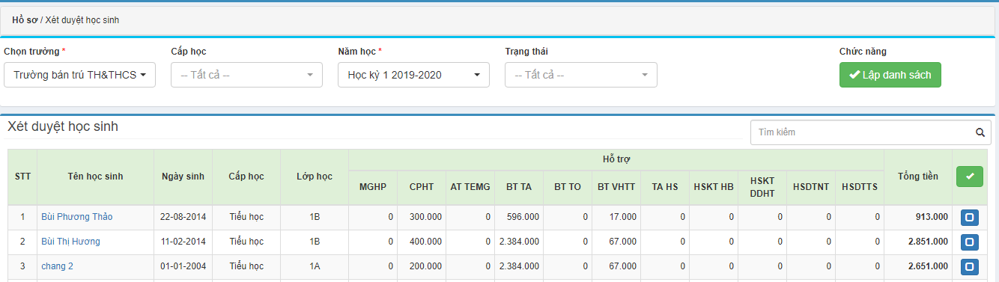 Hồ sơ / Xét duyệt học sinh
Chọn trường * Cấp học Năm học * Trạng thái Chức năng
Trường bán trú TH&THCS -- Tất cả -- Học kỳ 1 2019-2020 -- Tất cả -- Lập danh sách
Xét duyệt học sinh Tìm kiếm
STT Tên học sinh Ngày sinh Cấp học Lớp học Hỗ trợ Tổng tiền
MGHP CPHT AT TEMG BT TA BT TO BT VHTT TA HS HSKT HB HSKT DDHT HSDTNT HSDTTS
1 Bùi Phương Thảo 22-08-2014 Tiểu học 1B 0 300.000 0 596.000 0 17.000 0 0 0 0 0 913.000
2 Bùi Thị Hương 11-02-2014 Tiểu học 1B 0 400.000 0 2.384.000 0 67.000 0 0 0 0 0 2.851.000
3 chang 2 01-01-2004 Tiểu học 1A 0 200.000 0 2.384.000 0 67.000 0 0 0 0 0 2.651.000